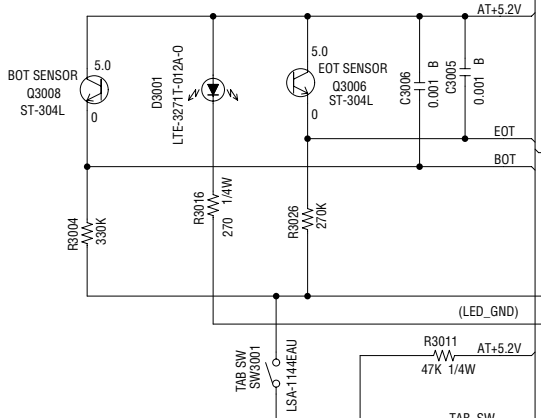 AT+5.2V
BOT SENSOR
Q3008
ST-304L
5.0
0
D3001
LTE-3271T-012A-O
5.0
EOT SENSOR
Q3006
ST-304L
0
C3006
0.001 B
C3005
0.001 B
EOT
BOT
R3004
330K
R3016
270 1/4W
R3026
270K
(LED_GND)
TAB SW
SW3001
LSA-1144EAU
R3011
47K 1/4W
AT+5.2V
TAB SW